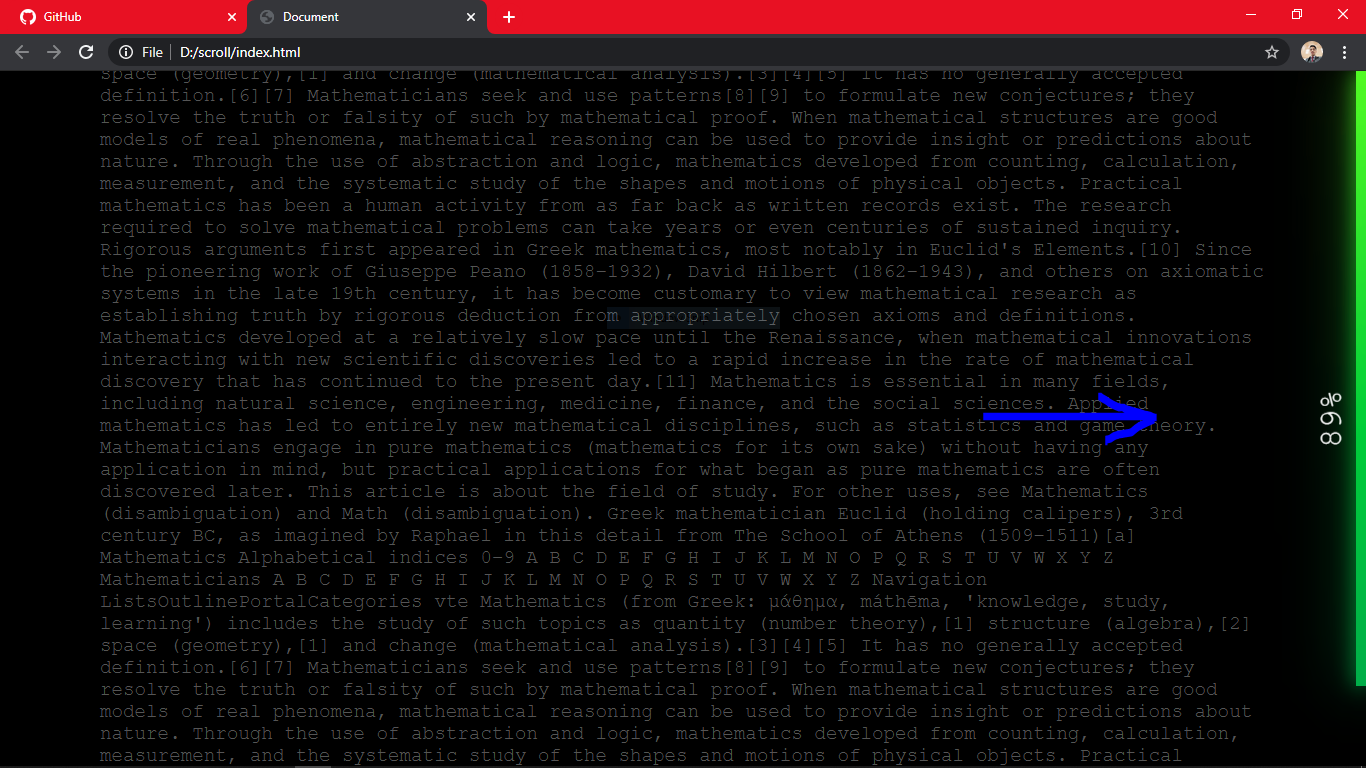 GitHub
Document
File
D:/scroll/index.html
space (geometry),[1] and change (mathematical analysis).[3][4][5] It has no generally accepted
definition.[6][7] Mathematicians seek and use patterns[8][9] to formulate new conjectures; they
resolve the truth or falsity of such by mathematical proof. When mathematical structures are good
models of real phenomena, mathematical reasoning can be used to provide insight or predictions about
nature. Through the use of abstraction and logic, mathematics developed from counting, calculation,
measurement, and the systematic study of the shapes and motions of physical objects. Practical
mathematics has been a human activity from as far back as written records exist. The research
required to solve mathematical problems can take years or even centuries of sustained inquiry.
Rigorous arguments first appeared in Greek mathematics, most notably in Euclid's Elements.[10] Since
the pioneering work of Giuseppe Peano (1858–1932), David Hilbert (1862–1943), and others on axiomatic
systems in the late 19th century, it has become customary to view mathematical research as
establishing truth by rigorous deduction from appropriately chosen axioms and definitions.
Mathematics developed at a relatively slow pace until the Renaissance, when mathematical innovations
interacting with new scientific discoveries led to a rapid increase in the rate of mathematical
discovery that has continued to the present day.[11] Mathematics is essential in many fields,
including natural science, engineering, medicine, finance, and the social sciences. Applied
mathematics has led to entirely new mathematical disciplines, such as statistics and game theory.
Mathematicians engage in pure mathematics (mathematics for its own sake) without having any
application in mind, but practical applications for what began as pure mathematics are often
discovered later. This article is about the field of study. For other uses, see Mathematics
(disambiguation) and Math (disambiguation). Greek mathematician Euclid (holding calipers), 3rd
century BC, as imagined by Raphael in this detail from The School of Athens (1509–1511)[a]
Mathematics Alphabetical indices 0–9 A B C D E F G H I J K L M N O P Q R S T U V W X Y Z
Mathematicians A B C D E F G H I J K L M N O P Q R S T U V W X Y Z Navigation
ListsOutlinePortalCategories vte Mathematics (from Greek: μάθημα, máthēma, 'knowledge, study,
learning') includes the study of such topics as quantity (number theory),[1] structure (algebra),[2]
space (geometry),[1] and change (mathematical analysis).[3][4][5] It has no generally accepted
definition.[6][7] Mathematicians seek and use patterns[8][9] to formulate new conjectures; they
resolve the truth or falsity of such by mathematical proof. When mathematical structures are good
models of real phenomena, mathematical reasoning can be used to provide insight or predictions about
nature. Through the use of abstraction and logic, mathematics developed from counting, calculation,
measurement, and the systematic study of the shapes and motions of physical objects. Practical
89%